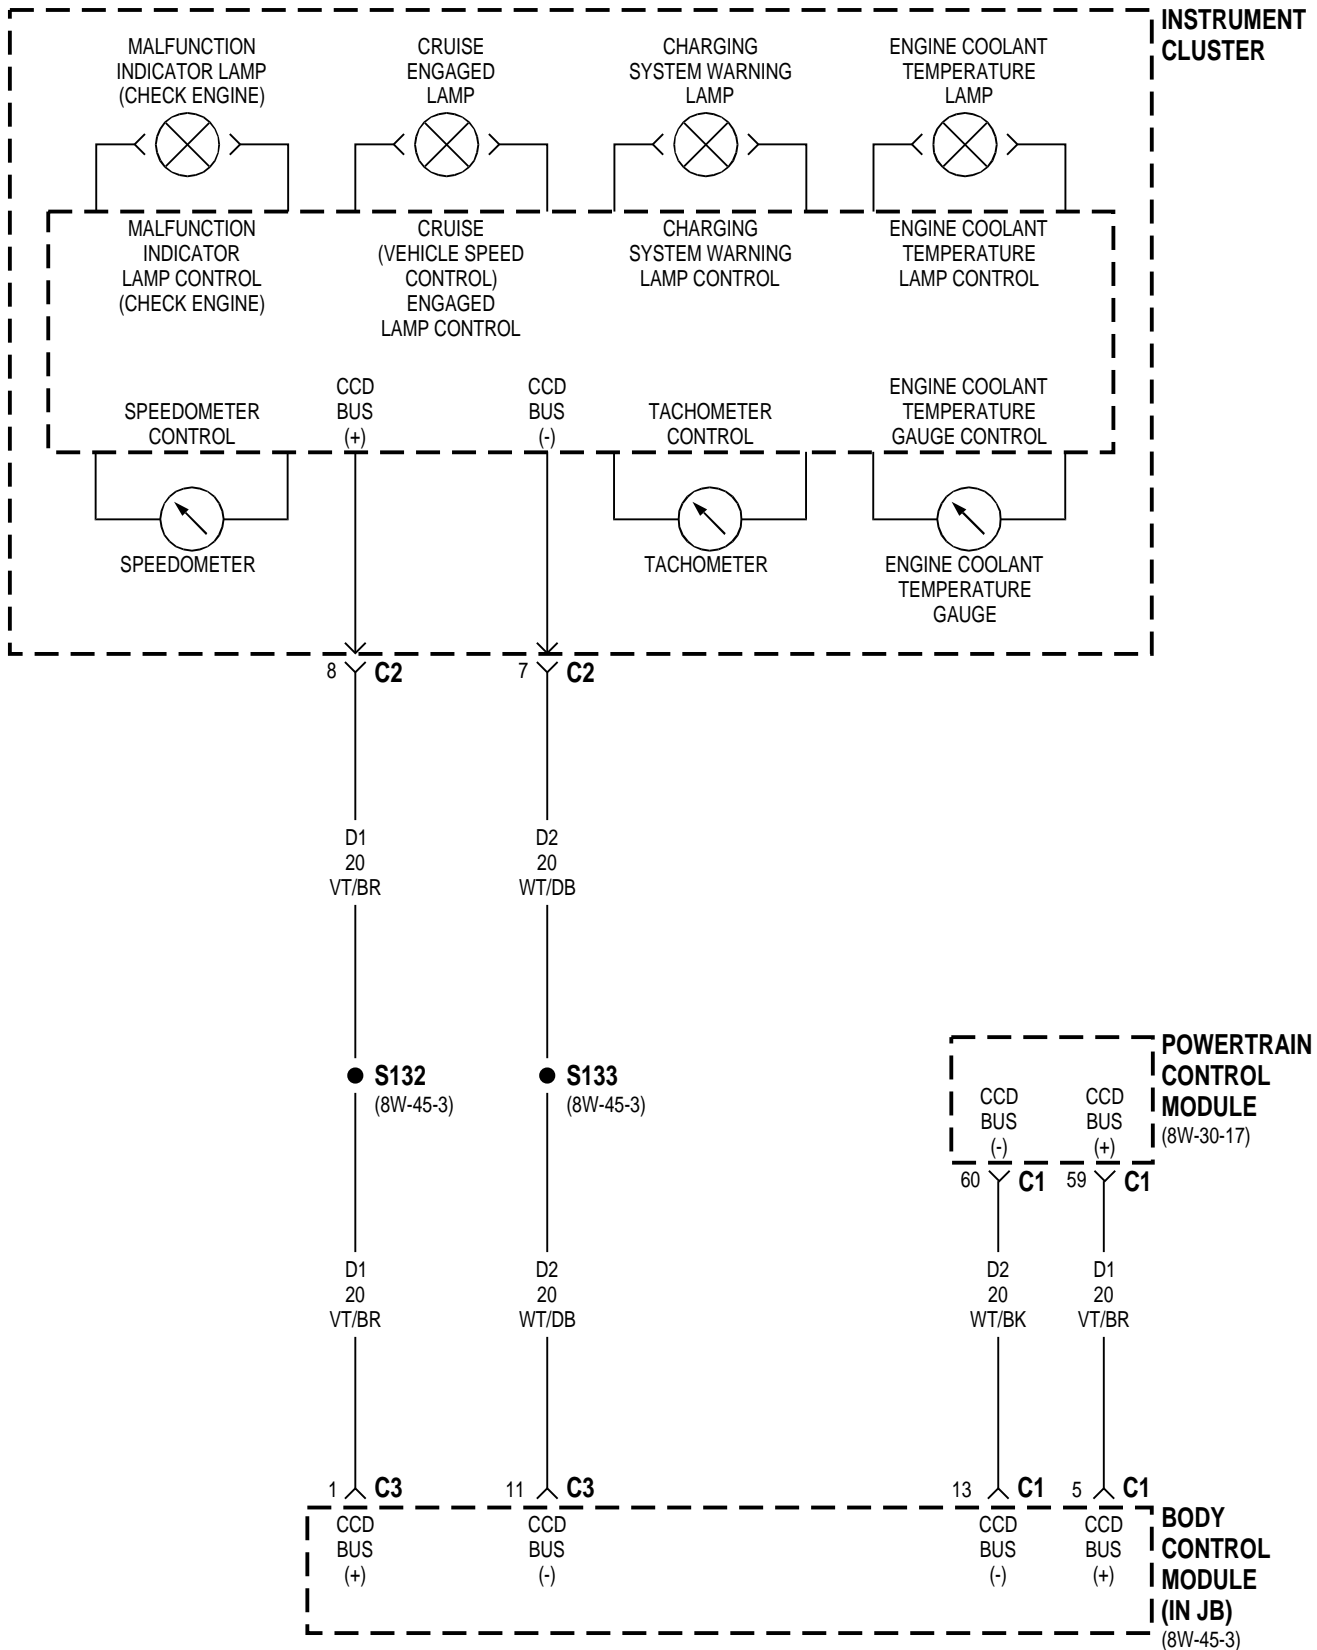 INSTRUMENT
CLUSTER
MALFUNCTION
INDICATOR LAMP
(CHECK ENGINE)
CRUISE
ENGAGED
LAMP
CHARGING
SYSTEM WARNING
LAMP
ENGINE COOLANT
TEMPERATURE
LAMP
MALFUNCTION
INDICATOR
LAMP CONTROL
(CHECK ENGINE)
CRUISE
(VEHICLE SPEED
CONTROL)
ENGAGED
LAMP CONTROL
CHARGING
SYSTEM WARNING
LAMP CONTROL
ENGINE COOLANT
TEMPERATURE
LAMP CONTROL
SPEEDOMETER
CONTROL
CCD
BUS
(+)
CCD
BUS
(-)
TACHOMETER
CONTROL
ENGINE COOLANT
TEMPERATURE
GAUGE CONTROL
SPEEDOMETER
TACHOMETER
ENGINE COOLANT
TEMPERATURE
GAUGE
8 C2
7 C2
D1
20
VT/BR
D2
20
WT/DB
S132
(8W-45-3)
S133
(8W-45-3)
POWERTRAIN
CONTROL
MODULE
(8W-30-17)
CCD
BUS
(-)
CCD
BUS
(+)
60 C1
59 C1
D1
20
VT/BR
D2
20
WT/DB
D2
20
WT/BK
D1
20
VT/BR
1 C3
11 C3
13 C1
5 C1
CCD
BUS
(+)
CCD
BUS
(-)
CCD
BUS
(-)
CCD
BUS
(+)
BODY
CONTROL
MODULE
(IN JB)
(8W-45-3)